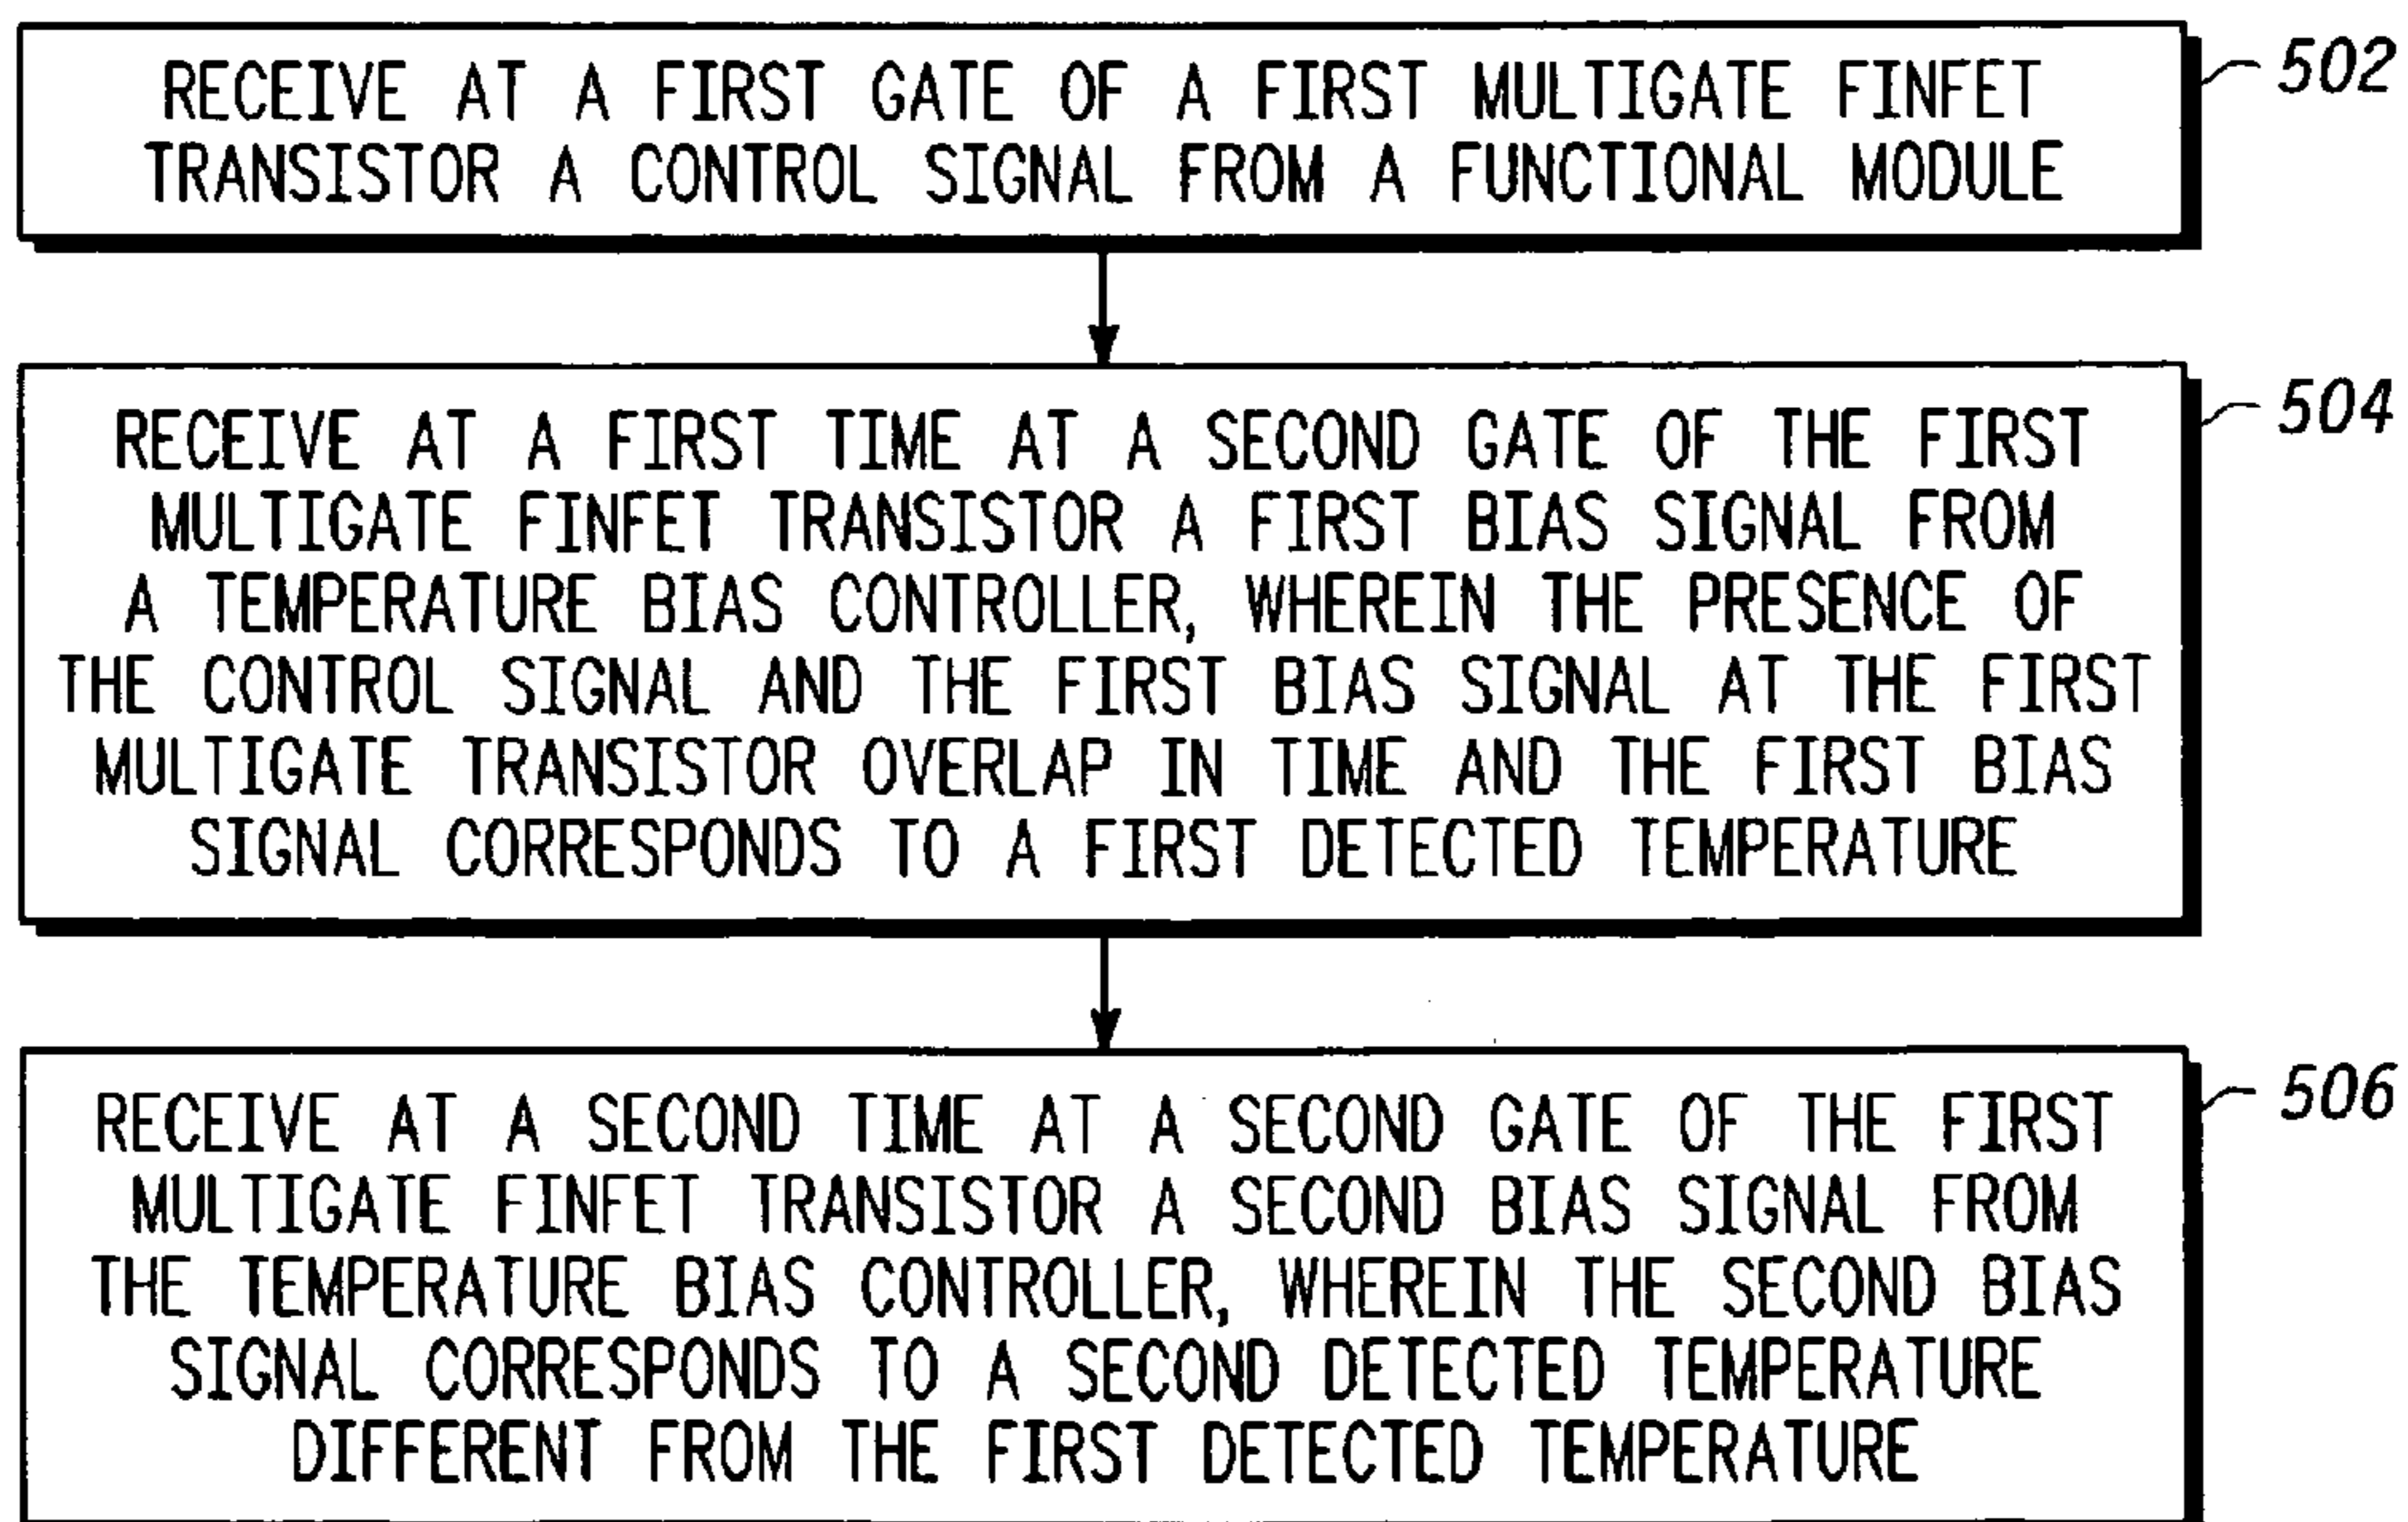 RECEIVE AT A FIRST GATE OF A FIRST MULTIGATE FINFET
TRANSISTOR A CONTROL SIGNAL FROM A FUNCTIONAL MODULE
502
RECEIVE AT A FIRST TIME AT A SECOND GATE OF THE FIRST
MULTIGATE FINFET TRANSISTOR A FIRST BIAS SIGNAL FROM
A TEMPERATURE BIAS CONTROLLER, WHEREIN THE PRESENCE OF
THE CONTROL SIGNAL AND THE FIRST BIAS SIGNAL AT THE FIRST
MULTIGATE TRANSISTOR OVERLAP IN TIME AND THE FIRST BIAS
SIGNAL CORRESPONDS TO A FIRST DETECTED TEMPERATURE
504
RECEIVE AT A SECOND TIME AT A SECOND GATE OF THE FIRST
MULTIGATE FINFET TRANSISTOR A SECOND BIAS SIGNAL FROM
THE TEMPERATURE BIAS CONTROLLER, WHEREIN THE SECOND BIAS
SIGNAL CORRESPONDS TO A SECOND DETECTED TEMPERATURE
DIFFERENT FROM THE FIRST DETECTED TEMPERATURE
506